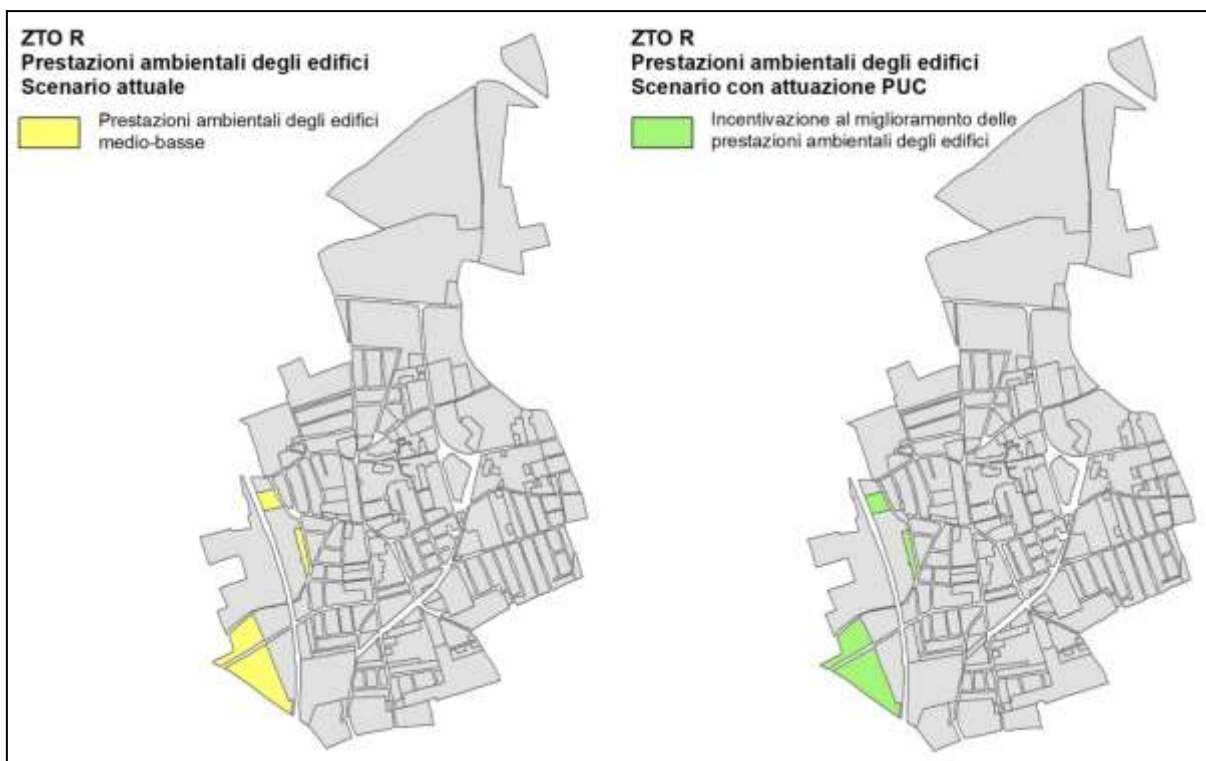 ZTO R
Prestazioni ambientali degli edifici
Scenario attuale
Prestazioni ambientali degli edifici
medio-basse
ZTO R
Prestazioni ambientali degli edifici
Scenario con attuazione PUC
Incentivazione al miglioramento delle
prestazioni ambientali degli edifici